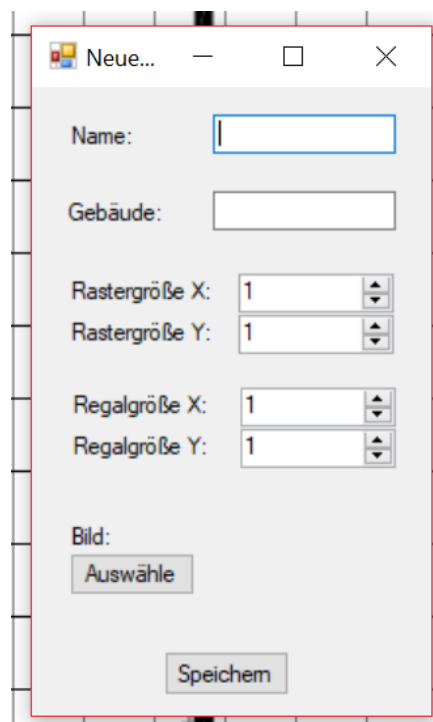 Neue...
Name:
Gebäude:
Rastergröße X: 1
Rastergröße Y: 1
Regalgröße X: 1
Regalgröße Y: 1
Bild:
Auswähle
Speichern